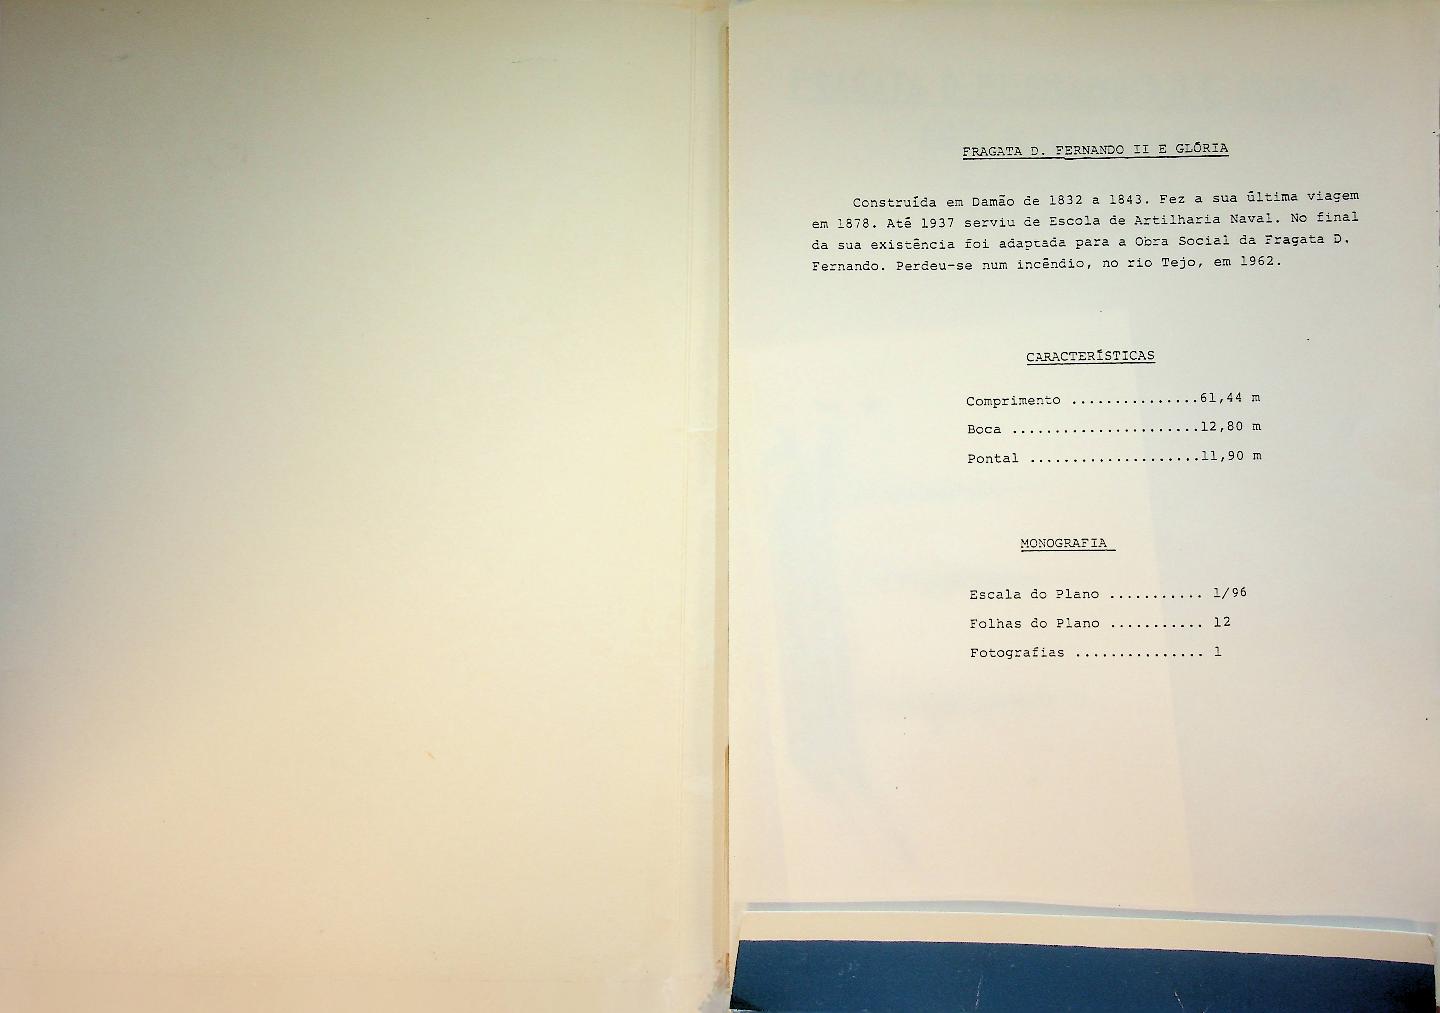 FRAGATA D. FERNANDO II E GLÓRIA
Construída em Damão de 1832 a 1843. Fez a sua última viagem
em 1878. Até 1937 serviu de Escola de Artilharia Naval. No final
da sua existência foi adaptada para a Obra Social da Fragata D.
Fernando. Perdeu-se num incêndio, no rio Tejo, em 1962.
CARACTERÍSTICAS
Comprimento ...............61,44 m
Boca ......................12,80 m
Pontal ....................11,90 m
MONOGRAFIA
Escala do Plano ........... 1/96
Folhas do Plano ........... 12
Fotografias ............... 1